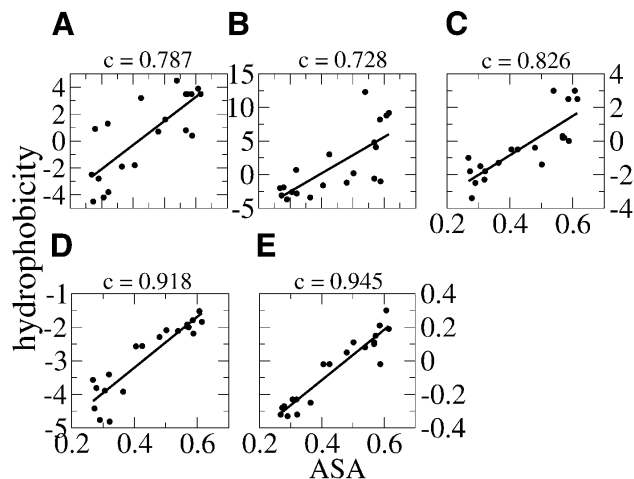 A
B
C
c = 0.787
c = 0.728
c = 0.826
4
2
0
-2
-4
15
10
5
0
-5
4
2
0
-2
-4
0.2
0.4
0.6
hydrophobicity
D
E
c = 0.918
c = 0.945
-1
-2
-3
-4
-5
0.4
0.2
0
-0.2
-0.4
0.2
0.4
0.6
0.2
0.4
0.6
ASA